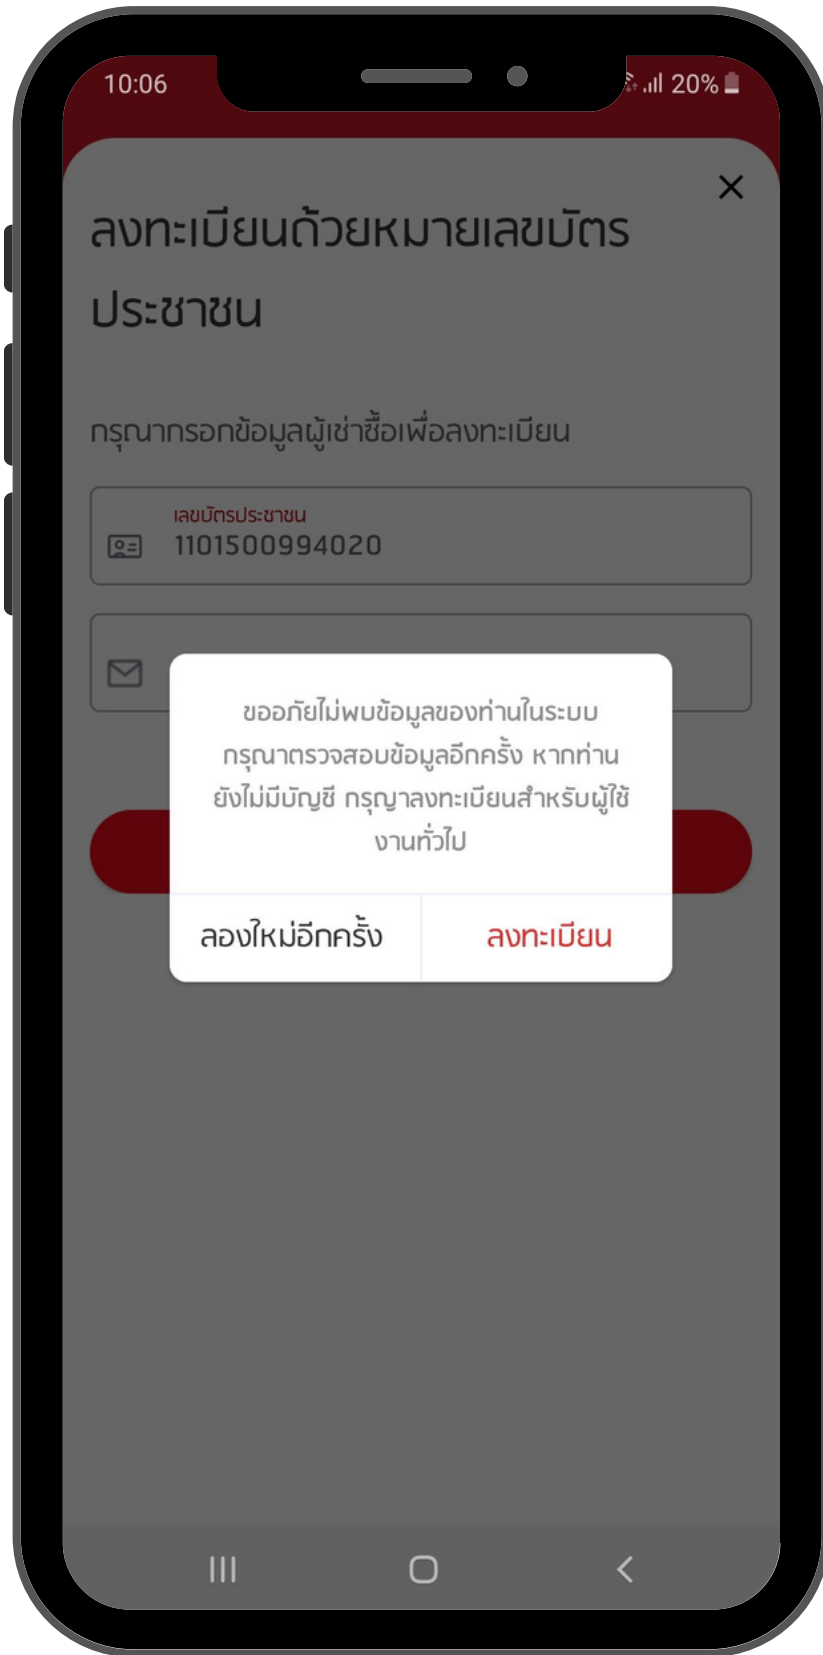 10:06
20%
ลงทะเบียนด้วยหมายเลขบัตร
ประชาชน
กรุณากรอกข้อมูลผู้เช่าซื้อเพื่อลงทะเบียน
เลขบัตรประชาชน
1101500994020
ขออภัยไม่พบข้อมูลของท่านในระบบ
กรุณาตรวจสอบข้อมูลอีกครั้ง หากท่าน
ยังไม่มีบัญชี กรุญาลงทะเบียนสำหรับผู้ใช้
งานทั่วไป
ลองใหม่อีกครั้ง
ลงทะเบียน